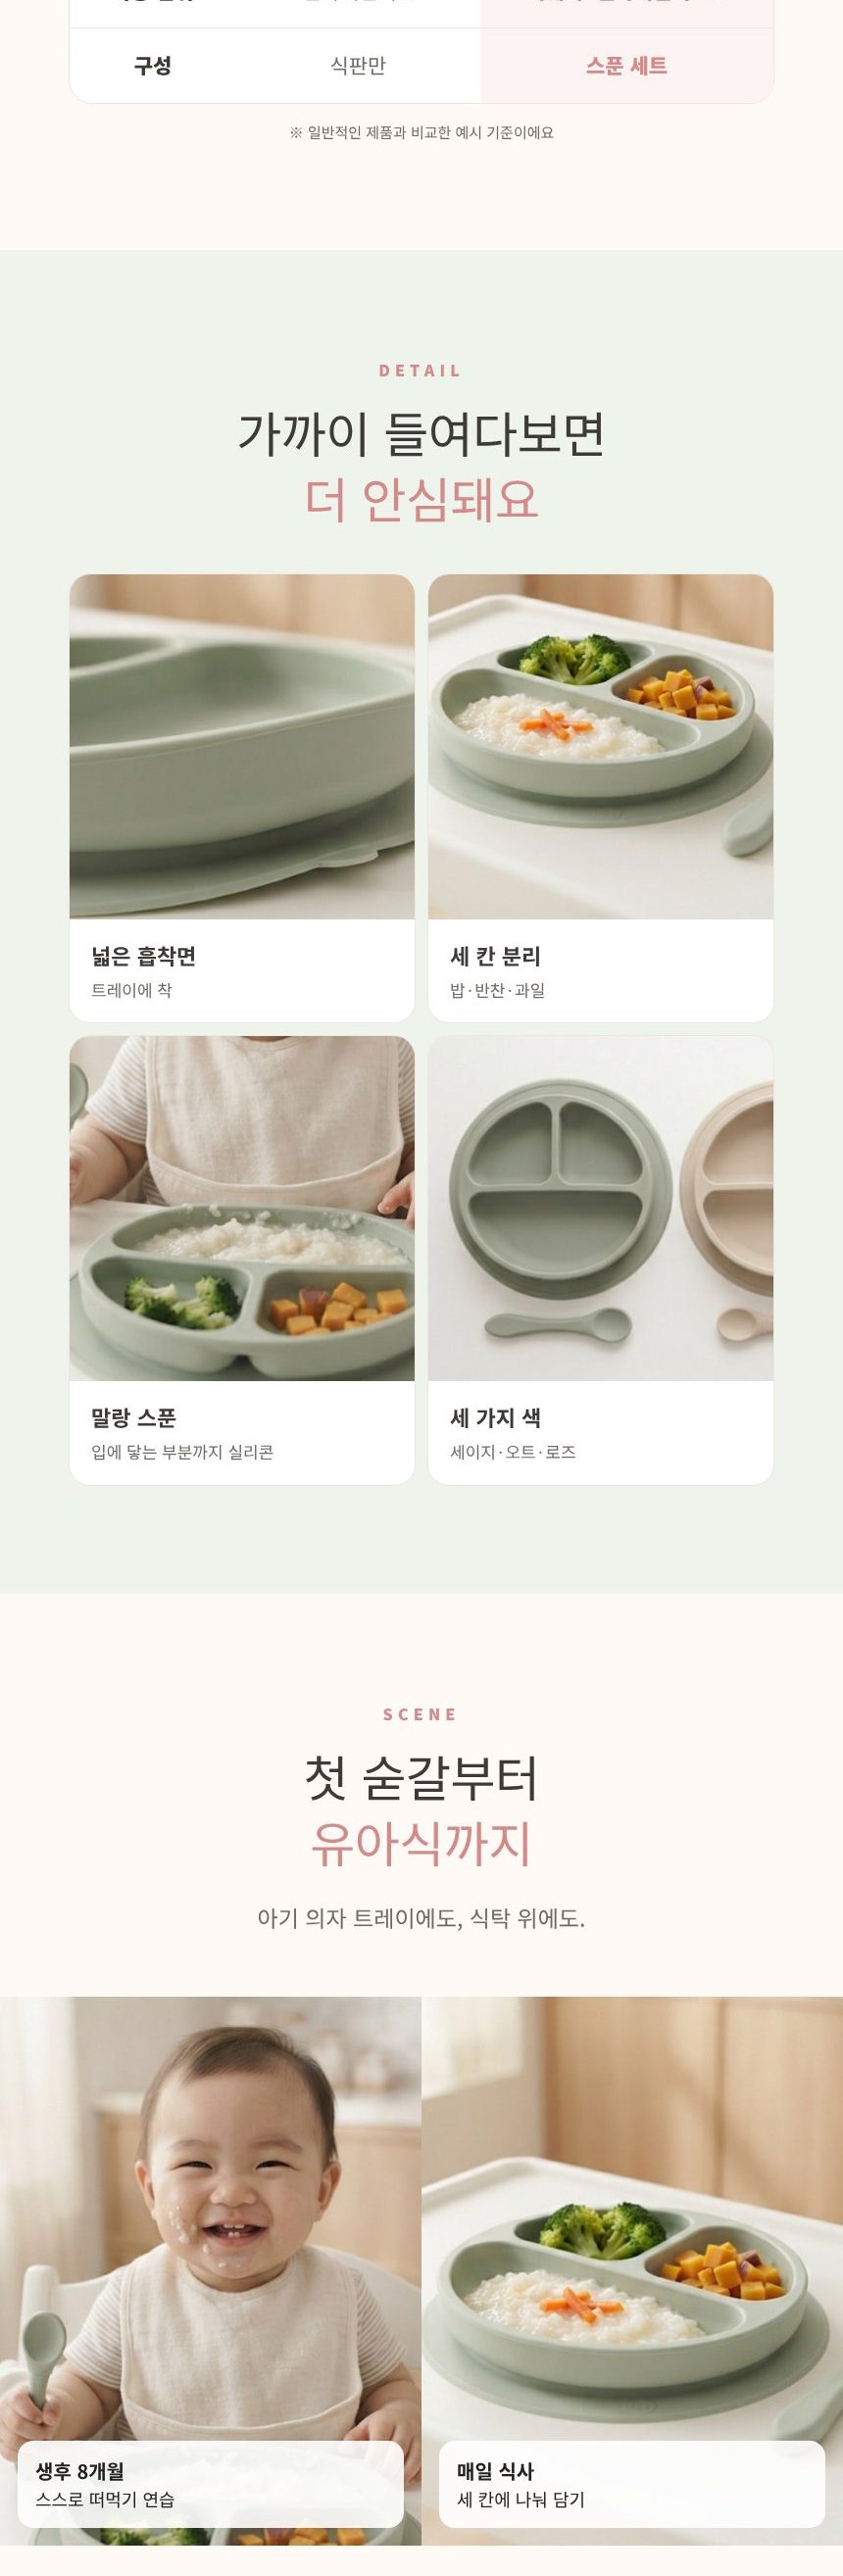 구성 식판만 스푼 세트
※ 일반적인 제품과 비교한 예시 기준이에요
DETAIL
가까이 들여다보면
더 안심돼요
넓은 흡착면
트레이에 착
세 칸 분리
밥·반찬·과일
말랑 스푼
입에 닿는 부분까지 실리콘
세 가지 색
세이지·오트·로즈
SCENE
첫 숟갈부터
유아식까지
아기 의자 트레이에도, 식탁 위에도.
생후 8개월
스스로 떠먹기 연습
매일 식사
세 칸에 나눠 담기